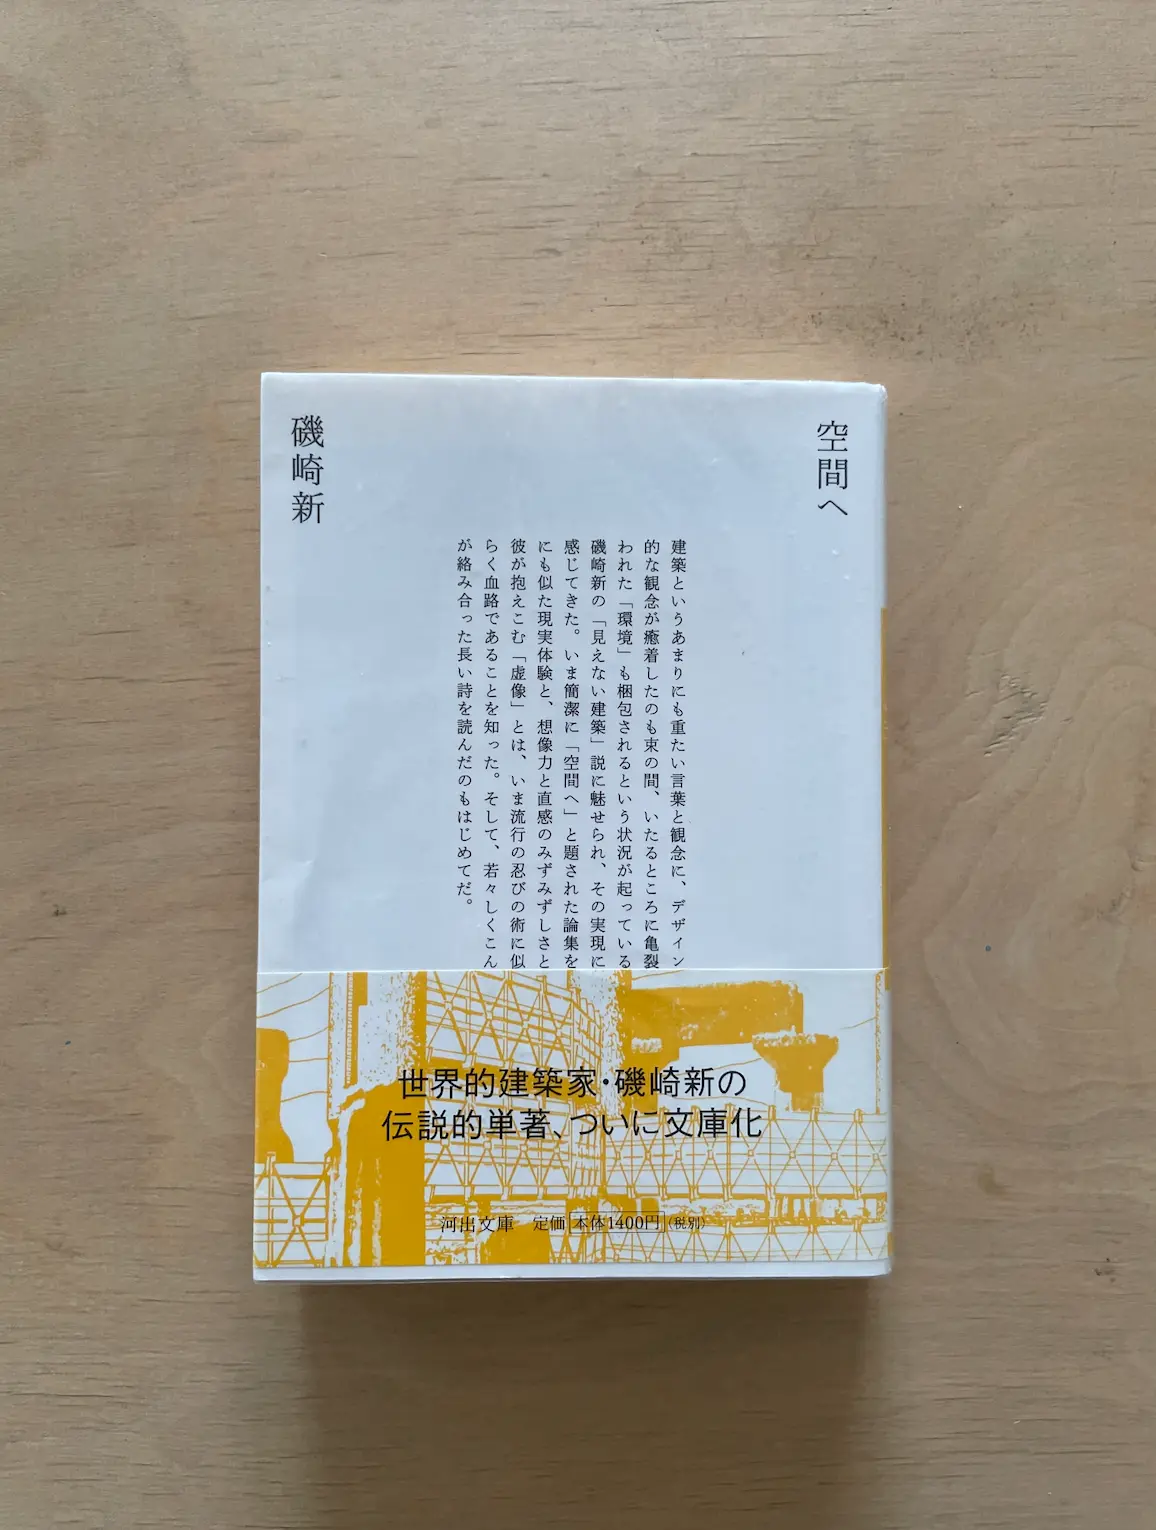 空間へ
磯崎新
建築というあまりにも重たい言葉と観念に、デザイン
的な観念が癒着したのも束の間、いたるところに亀裂
われた「環境」も梱包されるという状況が起っている
磯崎新の「見えない建築」説に魅せられ、その実現に
感じてきた。いま簡潔に「空間へ」と題された論集を
にも似た現実体験と、想像力と直感のみずみずしさと
彼が抱えこむ「虚像」とは、いま流行の忍びの術に似
らく血路であることを知った。そして、若々しくこん
が絡み合った長い詩を読んだのもはじめてだ。
世界的建築家・磯崎新の
伝説的単著、ついに文庫化
河出文庫 定価 本体1400円(税別)